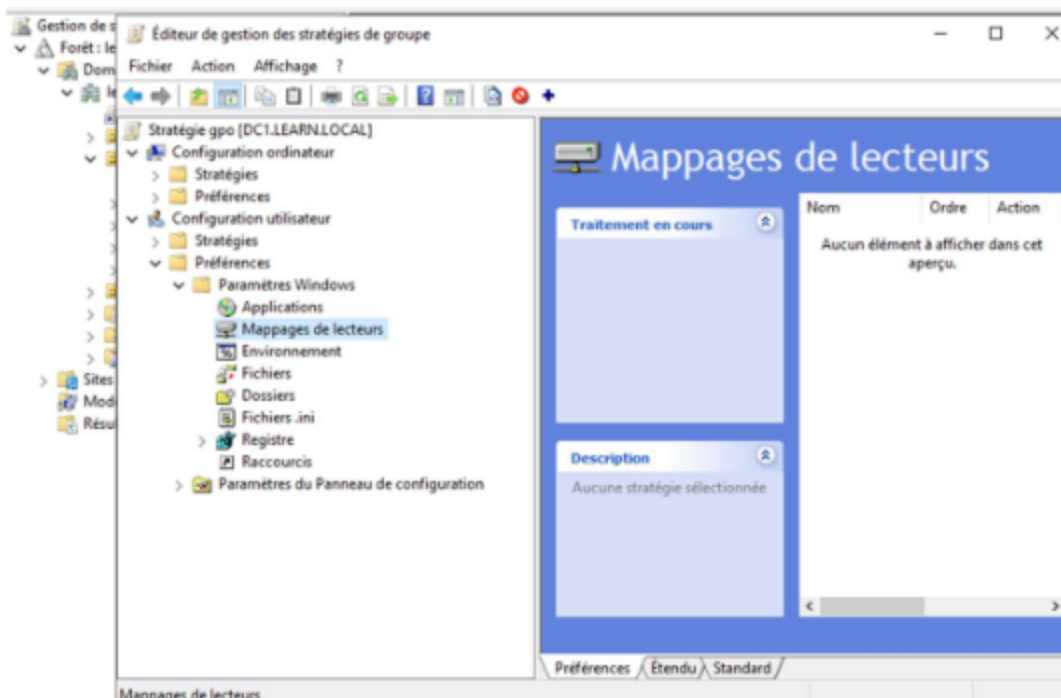 Gestion de s
Forêt : le
Dom
le
Sites
Mod
Résu
Éditeur de gestion des stratégies de groupe
Fichier Action Affichage ?
Stratégie gpo [DC1.LEARN.LOCAL]
Configuration ordinateur
Stratégies
Préférences
Configuration utilisateur
Stratégies
Préférences
Paramètres Windows
Applications
Mappages de lecteurs
Environnement
Fichiers
Dossiers
Fichiers .ini
Registre
Raccourcis
Paramètres du Panneau de configuration
Mappages de lecteurs
Traitement en cours
Description
Aucune stratégie sélectionnée
Nom Ordre Action
Aucun élément à afficher dans cet
aperçu.
Préférences Étendu Standard
Mappages de lecteurs